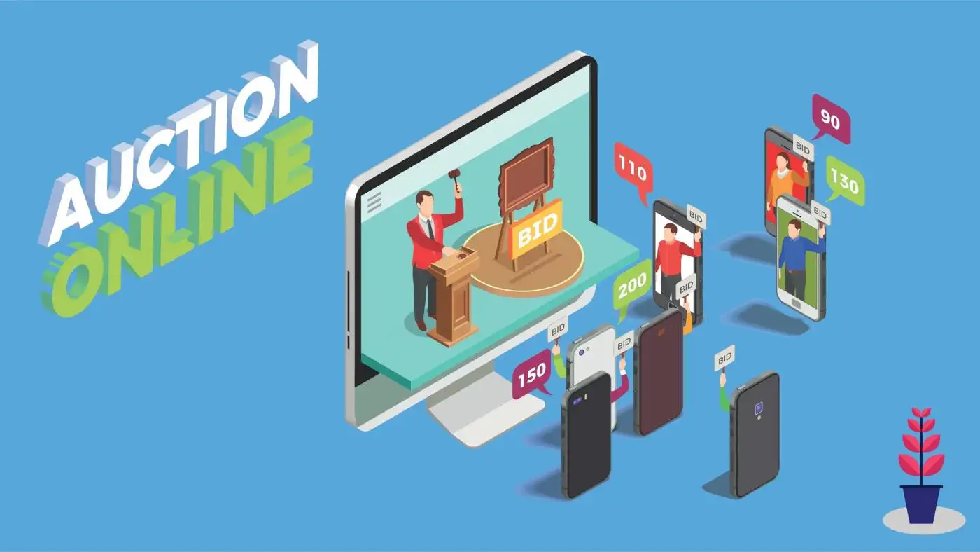 AUCTION
ONLINE
BID
90
BID
110
130
BID
BID
200
BID
BID
BID
150
BID